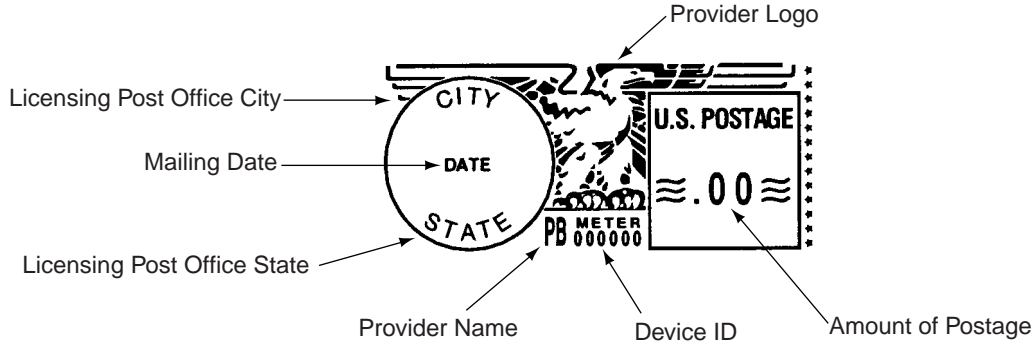 Provider Logo
Licensing Post Office City
CITY
U.S. POSTAGE
Mailing Date
DATE
.00
STATE
PB METER
000000
Licensing Post Office State
Provider Name
Device ID
Amount of Postage